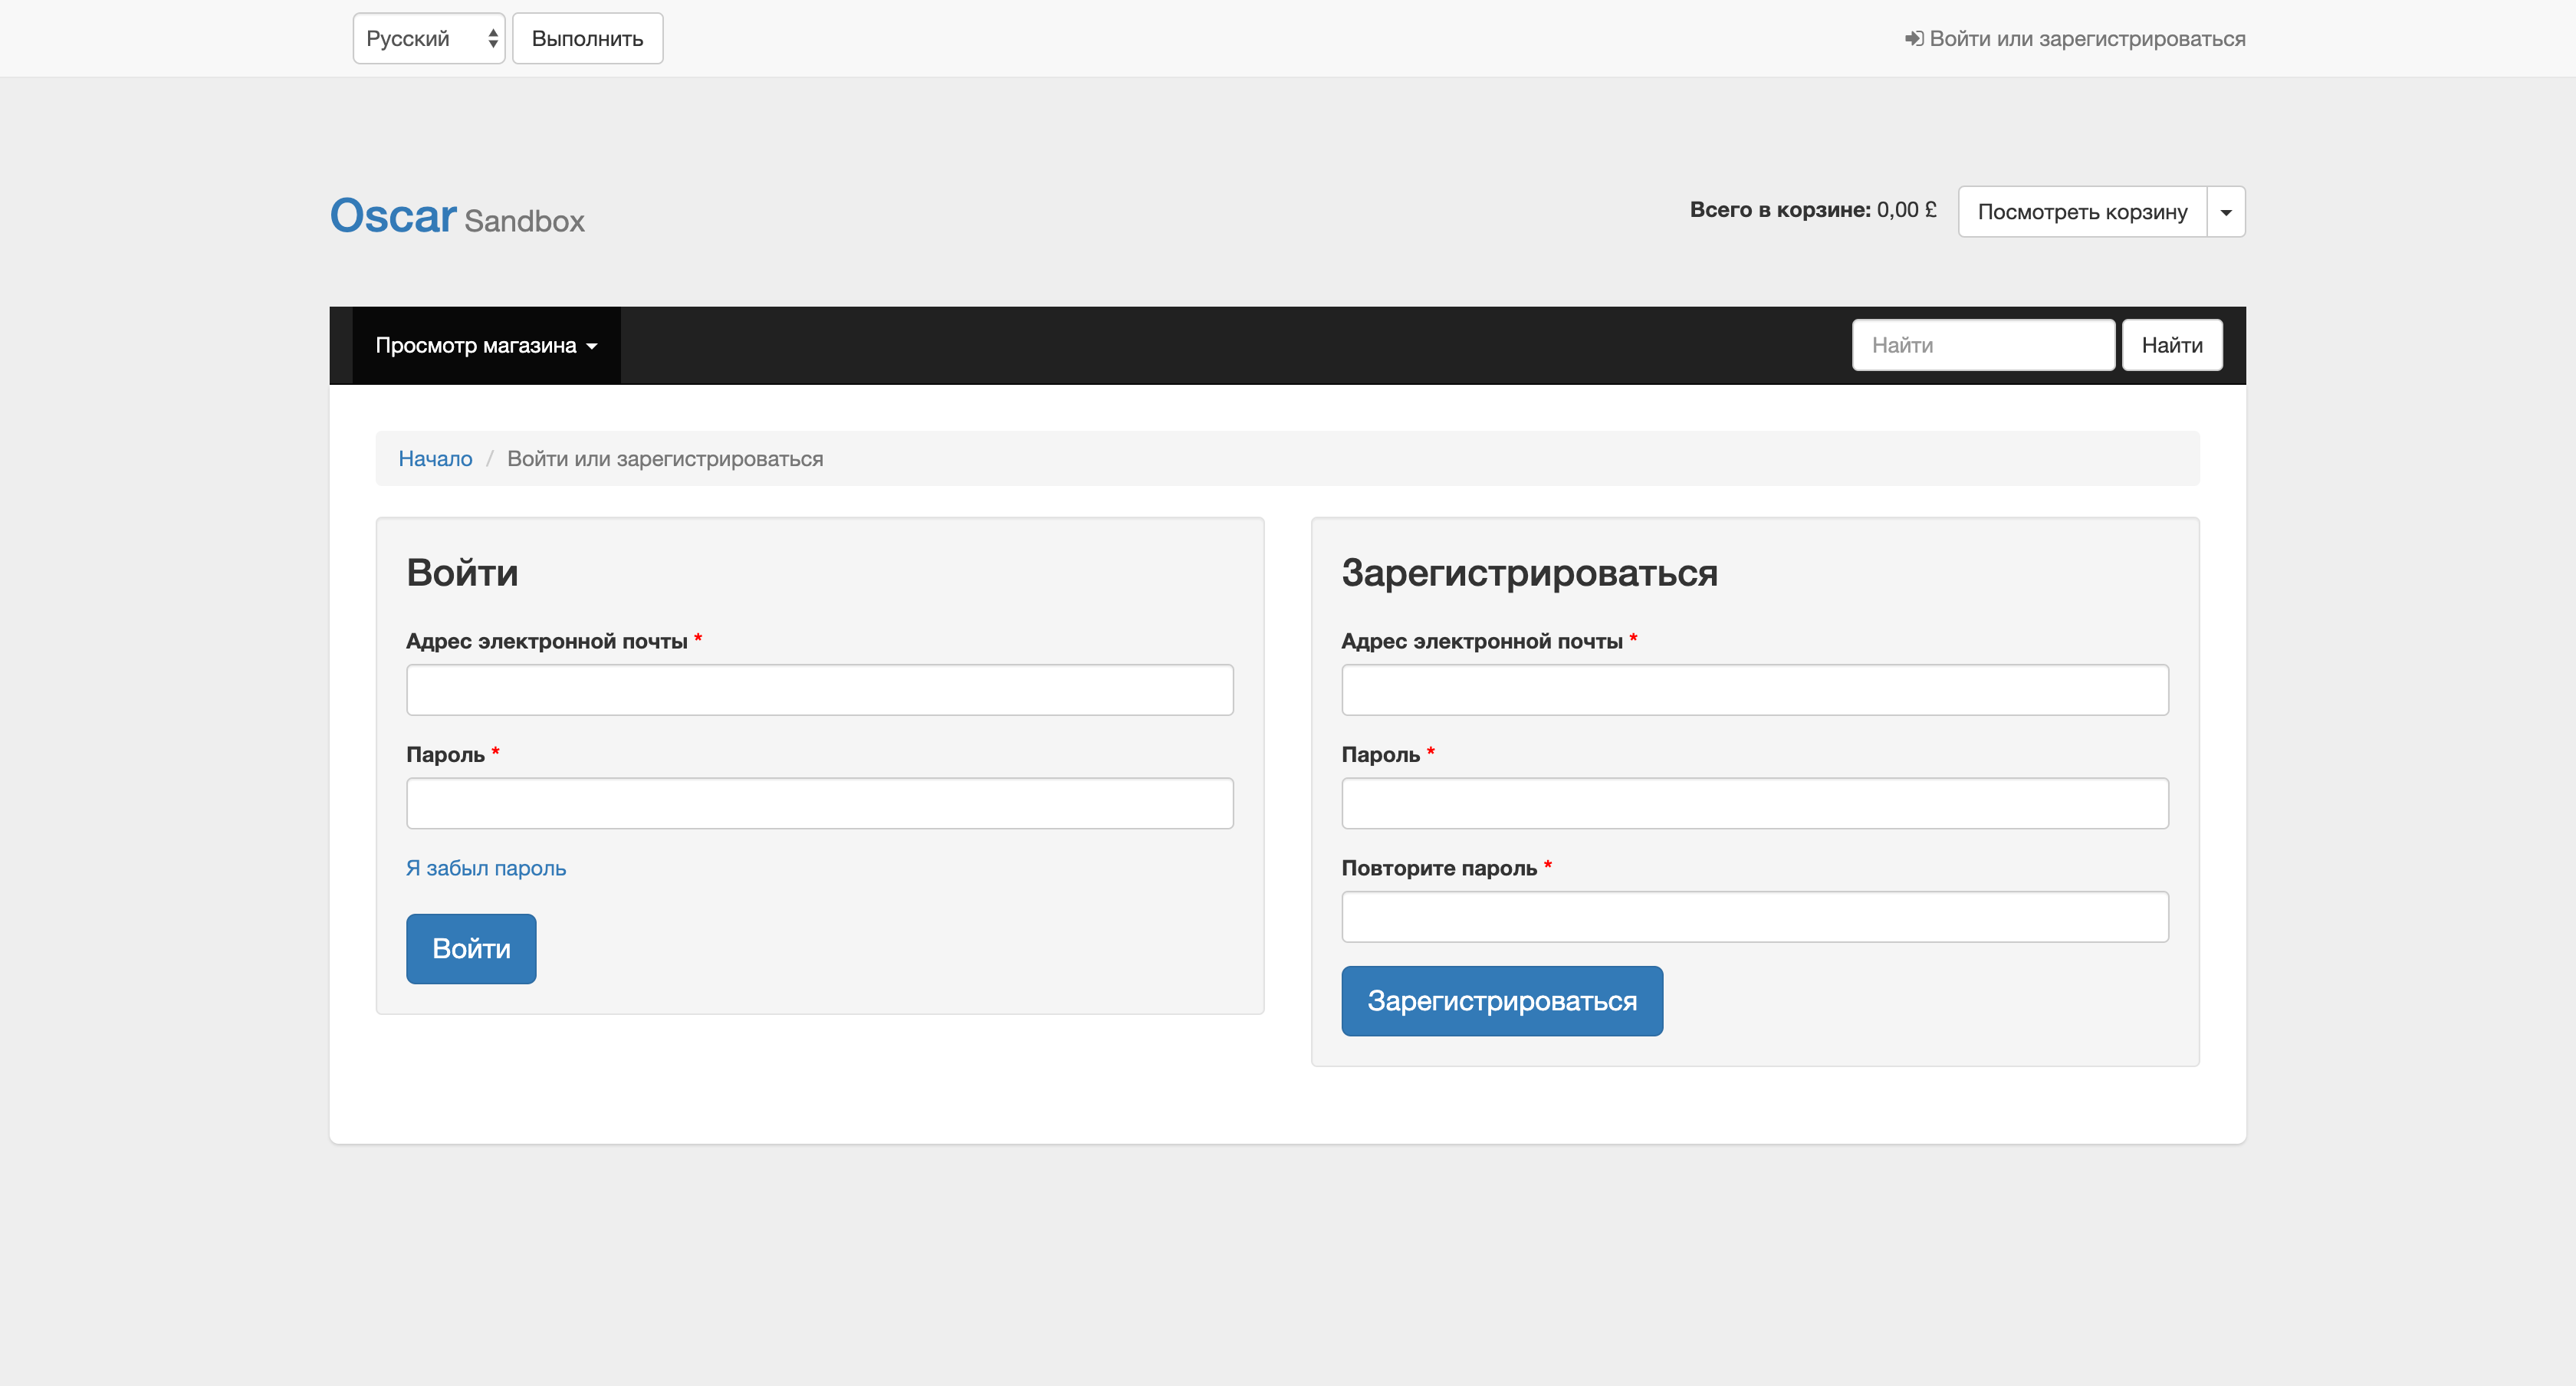 Русский Выполнить Войти или зарегистрироваться
Oscar Sandbox Всего в корзине: 0,00 £ Посмотреть корзину
Просмотр магазина Найти Найти
Начало / Войти или зарегистрироваться
Войти
Адрес электронной почты *
Пароль *
Я забыл пароль
Войти
Зарегистрироваться
Адрес электронной почты *
Пароль *
Повторите пароль *
Зарегистрироваться